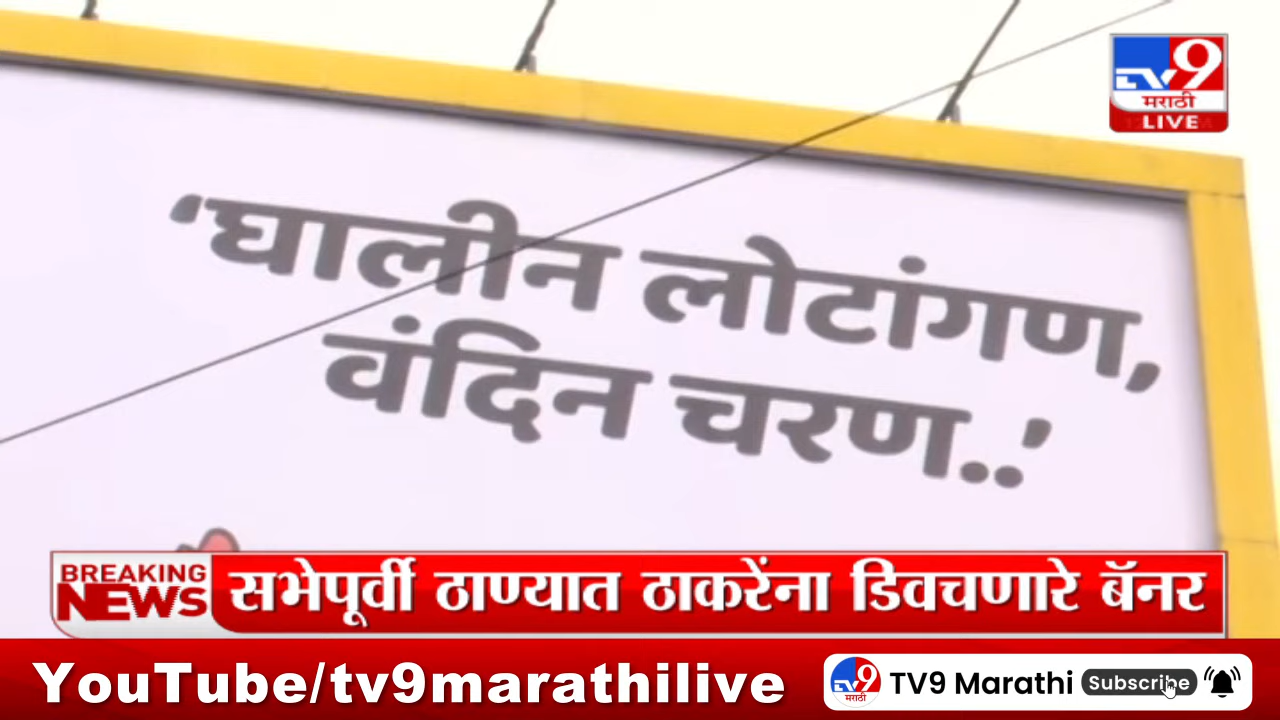 TV9
मराठी
LIVE
‘घालीन लोटांगण,
वंदिन चरण..’
BREAKING
NEWS
सभेपूर्वी ठाण्यात ठाकरेंना डिवचणारे बॅनर
YouTube/tv9marathilive
TV9
मराठी
TV9 Marathi
Subscribe